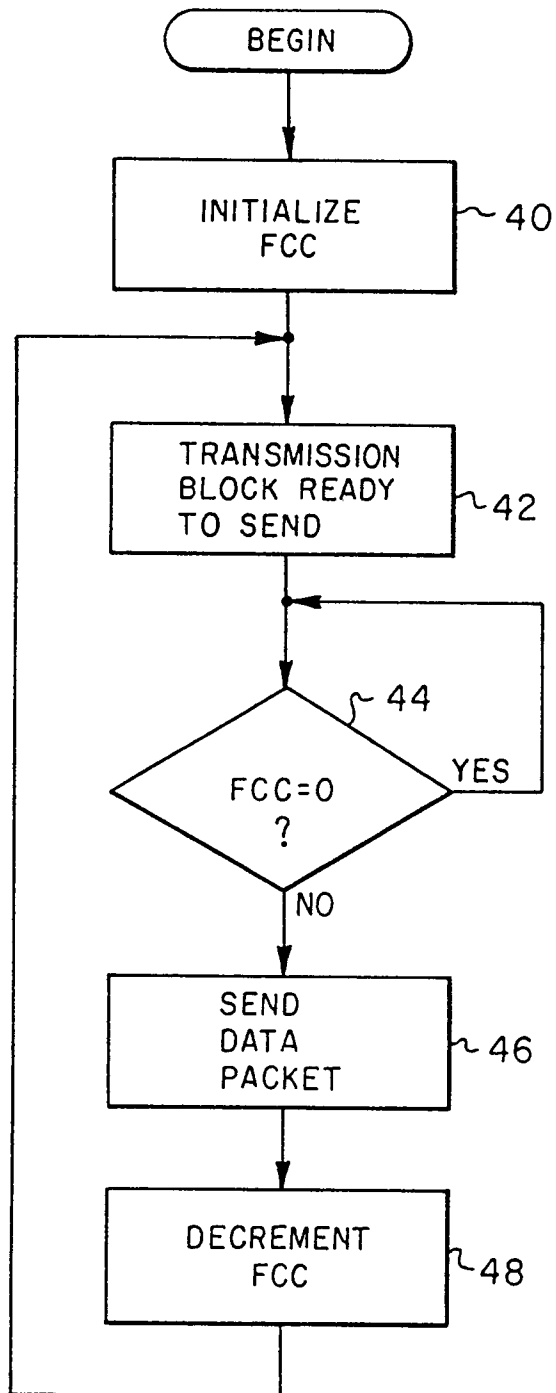 BEGIN
INITIALIZE
FCC
40
TRANSMISSION
BLOCK READY
TO SEND
42
44
FCC=0
?
YES
NO
SEND
DATA
PACKET
46
DECREMENT
FCC
48